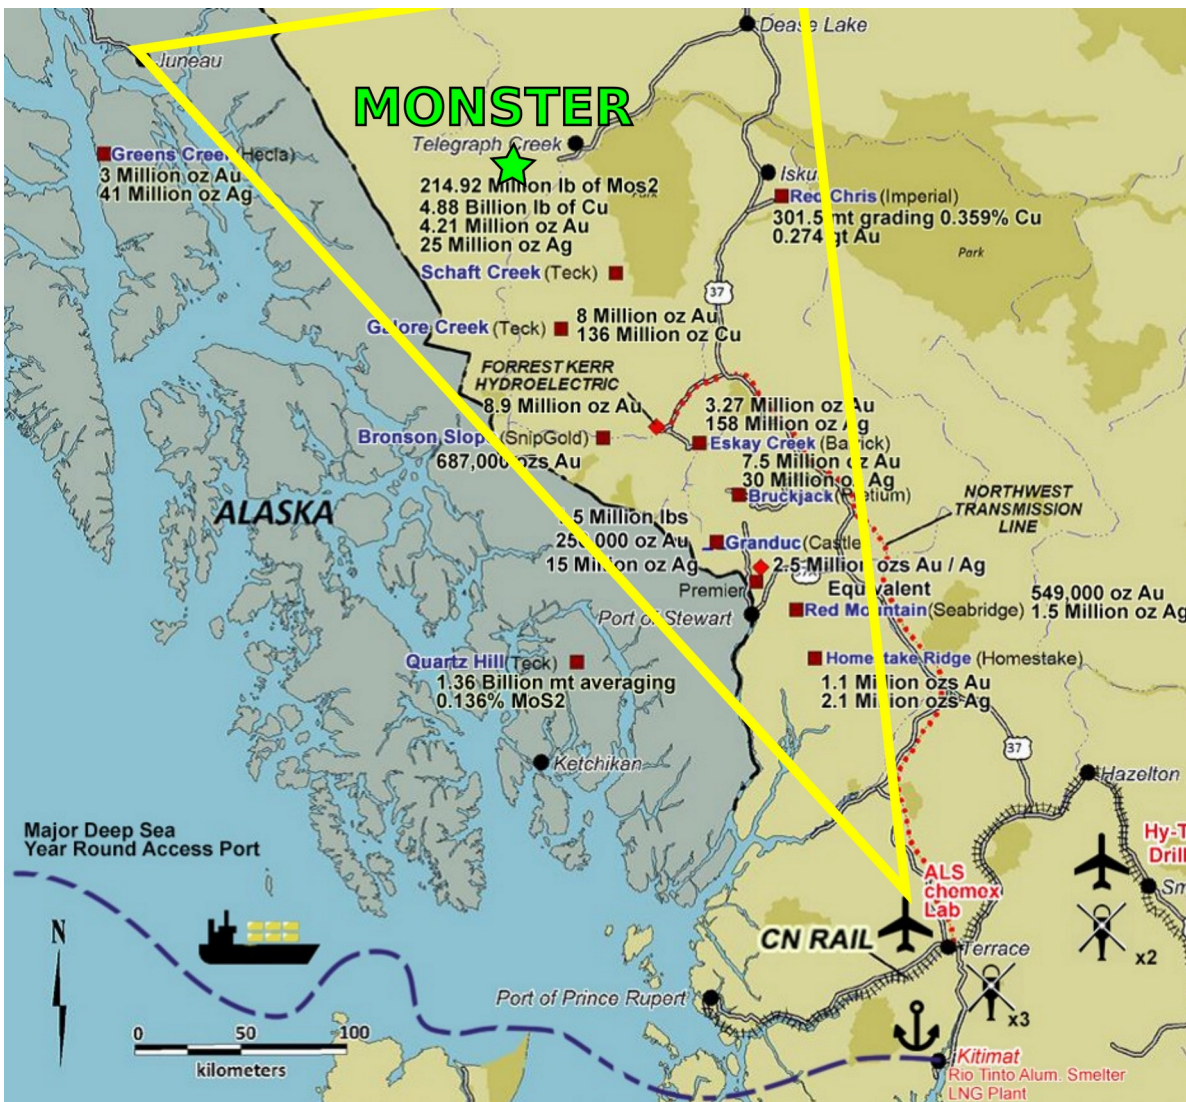 Dease Lake
Juneau
MONSTER
Telegraph Creek
Greens Creek (Hecla)
3 Million oz Au
41 Million oz Ag
Iskut
214.92 Million lb of Mos2
4.88 Billion lb of Cu
4.21 Million oz Au
25 Million oz Ag
Park
Red Chris (Imperial)
301.5 mt grading 0.359% Cu
0.274 gt Au
Park
Schaft Creek (Teck)
37
Galore Creek (Teck)
8 Million oz Au
136 Million oz Cu
FORREST KERR
HYDROELECTRIC
8.9 Million oz Au
3.27 Million oz Au
158 Million oz Ag
Bronson Slope (SnipGold)
687,000 ozs Au
Eskay Creek (Barrick)
7.5 Million oz Au
30 Million oz Ag
Bruckjack (Pretium)
NORTHWEST
TRANSMISSION
LINE
ALASKA
5 Million lbs
250,000 oz Au
15 Million oz Ag
Granduc (Castle
2.5 Million ozs Au / Ag
Equivalent
37A
Premier
549,000 oz Au
1.5 Million oz Ag
Port of Stewart
Red Mountain (Seabridge)
Quartz Hill (Teck)
1.36 Billion mt averaging
0.136% MoS2
Homestake Ridge (Homestake)
1.1 Million ozs Au
2.1 Million ozs Ag
37
Ketchikan
Hazelton
Major Deep Sea
Year Round Access Port
Hy-T
Drill
ALS
chemex
Lab
Sm
N
CN RAIL
Terrace
x2
Port of Prince Rupert
x3
0 50 100
kilometers
Kitimat
Rio Tinto Alum. Smelter
LNG Plant